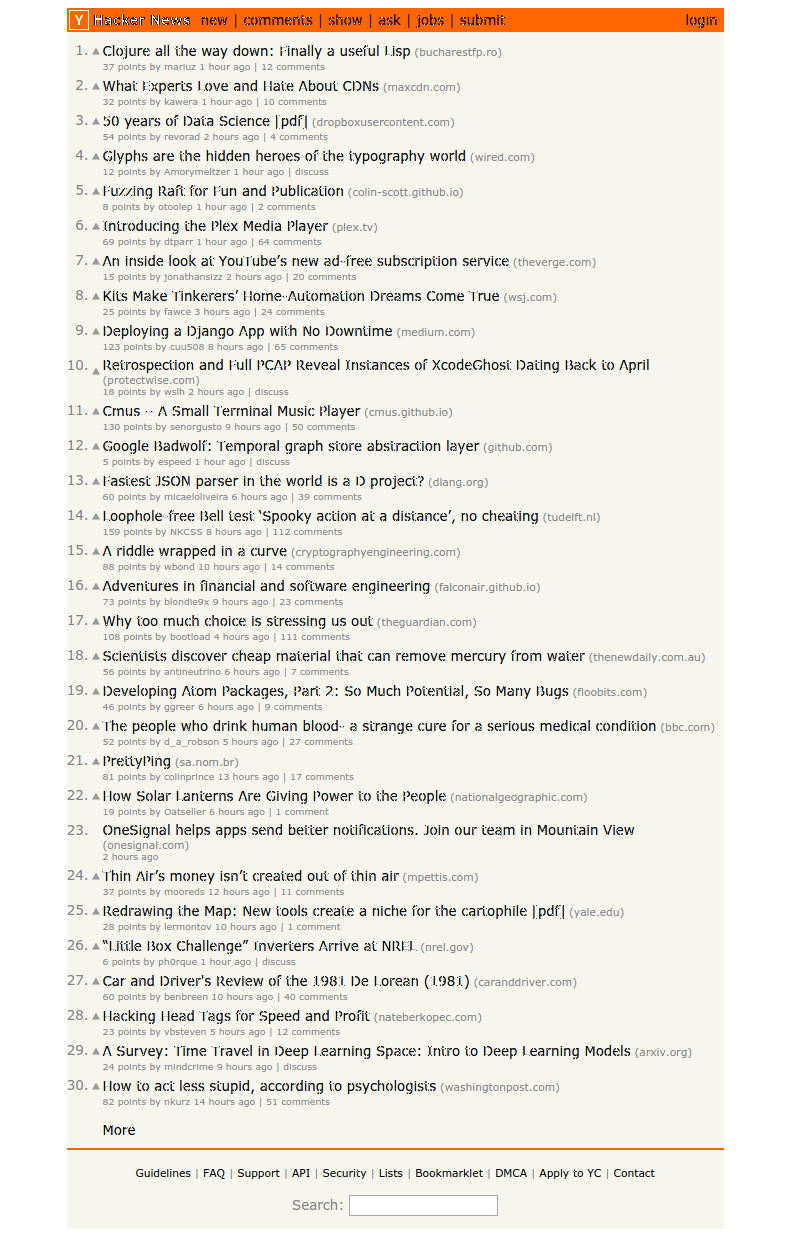 Y Hacker News new | comments | show | ask | jobs | submit login
1. Clojure all the way down: Finally a useful Lisp (bucharestfp.ro)
37 points by mariuz 1 hour ago | 12 comments
2. What Experts Love and Hate About CDNs (maxcdn.com)
32 points by kawera 1 hour ago | 10 comments
3. 50 years of Data Science [pdf] (dropboxusercontent.com)
54 points by revorad 2 hours ago | 4 comments
4. Glyphs are the hidden heroes of the typography world (wired.com)
12 points by Amorymeltzer 1 hour ago | discuss
5. Fuzzing Raft for Fun and Publication (colin-scott.github.io)
8 points by otoolep 1 hour ago | 2 comments
6. Introducing the Plex Media Player (plex.tv)
69 points by dtparr 1 hour ago | 64 comments
7. An inside look at YouTube's new ad-free subscription service (theverge.com)
15 points by jonathansizz 2 hours ago | 20 comments
8. Kits Make Tinkerers’ Home-Automation Dreams Come True (wsj.com)
25 points by fawce 3 hours ago | 24 comments
9. Deploying a Django App with No Downtime (medium.com)
123 points by cuu508 8 hours ago | 65 comments
10. Retrospection and Full PCAP Reveal Instances of XcodeGhost Dating Back to April
(protectwise.com)
18 points by wslh 2 hours ago | discuss
11. Cmus -- A Small Terminal Music Player (cmus.github.io)
130 points by senorgusto 9 hours ago | 50 comments
12. Google Badwolf: Temporal graph store abstraction layer (github.com)
5 points by espeed 1 hour ago | discuss
13. Fastest JSON parser in the world is a D project? (dlang.org)
60 points by micaeloliveira 6 hours ago | 39 comments
14. Loophole-free Bell test ‘Spooky action at a distance’, no cheating (tudelft.nl)
159 points by NKCSS 8 hours ago | 112 comments
15. A riddle wrapped in a curve (cryptographyengineering.com)
88 points by wbond 10 hours ago | 14 comments
16. Adventures in financial and software engineering (falconair.github.io)
73 points by blondie9x 9 hours ago | 23 comments
17. Why too much choice is stressing us out (theguardian.com)
108 points by bootload 4 hours ago | 111 comments
18. Scientists discover cheap material that can remove mercury from water (thenewdaily.com.au)
56 points by antineutrino 6 hours ago | 7 comments
19. Developing Atom Packages, Part 2: So Much Potential, So Many Bugs (floobits.com)
46 points by ggreer 6 hours ago | 9 comments
20. The people who drink human blood- a strange cure for a serious medical condition (bbc.com)
52 points by d_a_robson 5 hours ago | 27 comments
21. PrettyPing (sa.nom.br)
81 points by colinprince 13 hours ago | 17 comments
22. How Solar Lanterns Are Giving Power to the People (nationalgeographic.com)
19 points by Oatseller 6 hours ago | 1 comment
23. OneSignal helps apps send better notifications. Join our team in Mountain View
(onesignal.com)
2 hours ago
24. Thin Air’s money isn’t created out of thin air (mpettis.com)
37 points by mooreds 12 hours ago | 11 comments
25. Redrawing the Map: New tools create a niche for the cartophile [pdf] (yale.edu)
28 points by lermontov 10 hours ago | 1 comment
26. “Little Box Challenge” Inverters Arrive at NREL (nrel.gov)
6 points by ph0rque 1 hour ago | discuss
27. Car and Driver's Review of the 1981 De Lorean (1981) (caranddriver.com)
60 points by benbreen 10 hours ago | 40 comments
28. Hacking Head Tags for Speed and Profit (nateberkopec.com)
23 points by vbsteven 5 hours ago | 12 comments
29. A Survey: Time Travel in Deep Learning Space: Intro to Deep Learning Models (arxiv.org)
24 points by mindcrime 9 hours ago | discuss
30. How to act less stupid, according to psychologists (washingtonpost.com)
82 points by nkurz 14 hours ago | 51 comments
More
Guidelines | FAQ | Support | API | Security | Lists | Bookmarklet | DMCA | Apply to YC | Contact
Search: